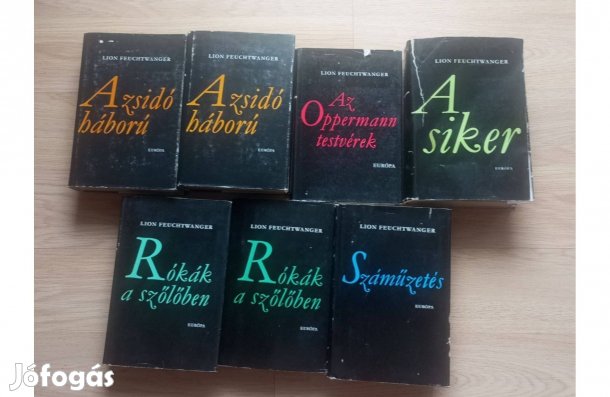 LION FEUCHTWANGER
A zsidó
háború
EURÓPA
LION FEUCHTWANGER
A zsidó
háború
EURÓPA
LION FEUCHTWANGER
Az
Oppermann
testvérek
EURÓPA
LION FEUCHTWANGER
A
siker
EURÓPA
LION FEUCHTWANGER
Rókák
a szőlőben
EURÓPA
LION FEUCHTWANGER
Rókák
a szőlőben
EURÓPA
LION FEUCHTWANGER
Száműzetés
EURÓPA
Jófogás